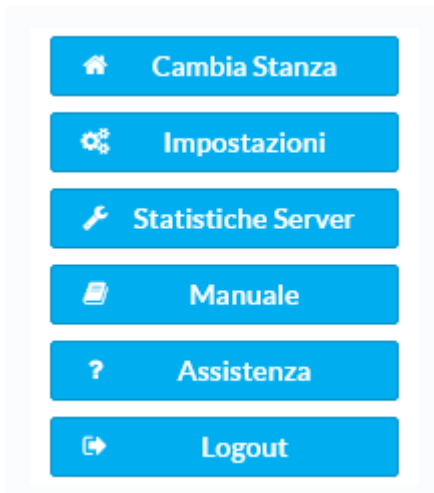 Cambia Stanza
Impostazioni
Statistiche Server
Manuale
? Assistenza
Logout